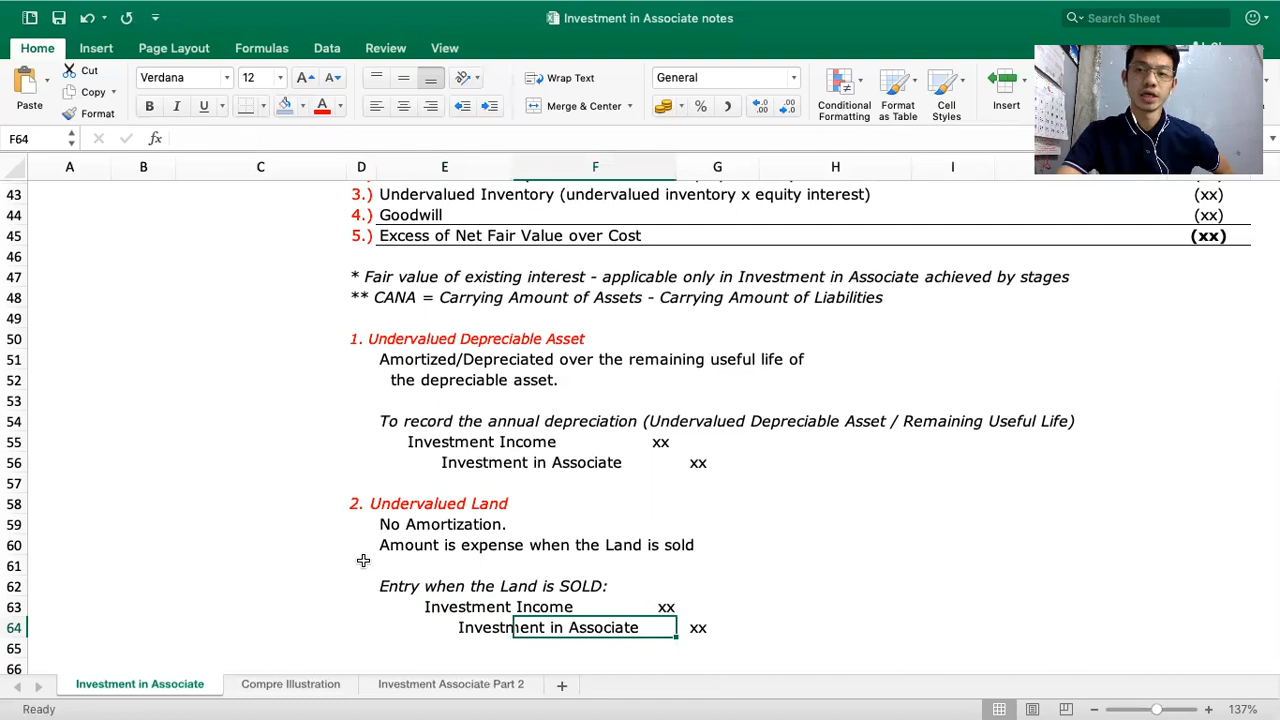 Investment in Associate notes
Search Sheet
Home Insert Page Layout Formulas Data Review View
Paste
Cut
Copy
Format
Verdana 12
B I U
Wrap Text
Merge & Center
General
Conditional Formatting
Format as Table
Cell Styles
Insert
F64 fx
A B C D E F G H I
43 3.) Undervalued Inventory (undervalued inventory x equity interest) (xx)
44 4.) Goodwill (xx)
45 5.) Excess of Net Fair Value over Cost (xx)
46
47 * Fair value of existing interest - applicable only in Investment in Associate achieved by stages
48 ** CANA = Carrying Amount of Assets - Carrying Amount of Liabilities
49
50 1. Undervalued Depreciable Asset
51 Amortized/Depreciated over the remaining useful life of
52 the depreciable asset.
53
54 To record the annual depreciation (Undervalued Depreciable Asset / Remaining Useful Life)
55 Investment Income xx
56 Investment in Associate xx
57
58 2. Undervalued Land
59 No Amortization.
60 Amount is expense when the Land is sold
61
62 Entry when the Land is SOLD:
63 Investment Income xx
64 Investment in Associate xx
65
66
Investment in Associate Compre Illustration Investment Associate Part 2
Ready 137%